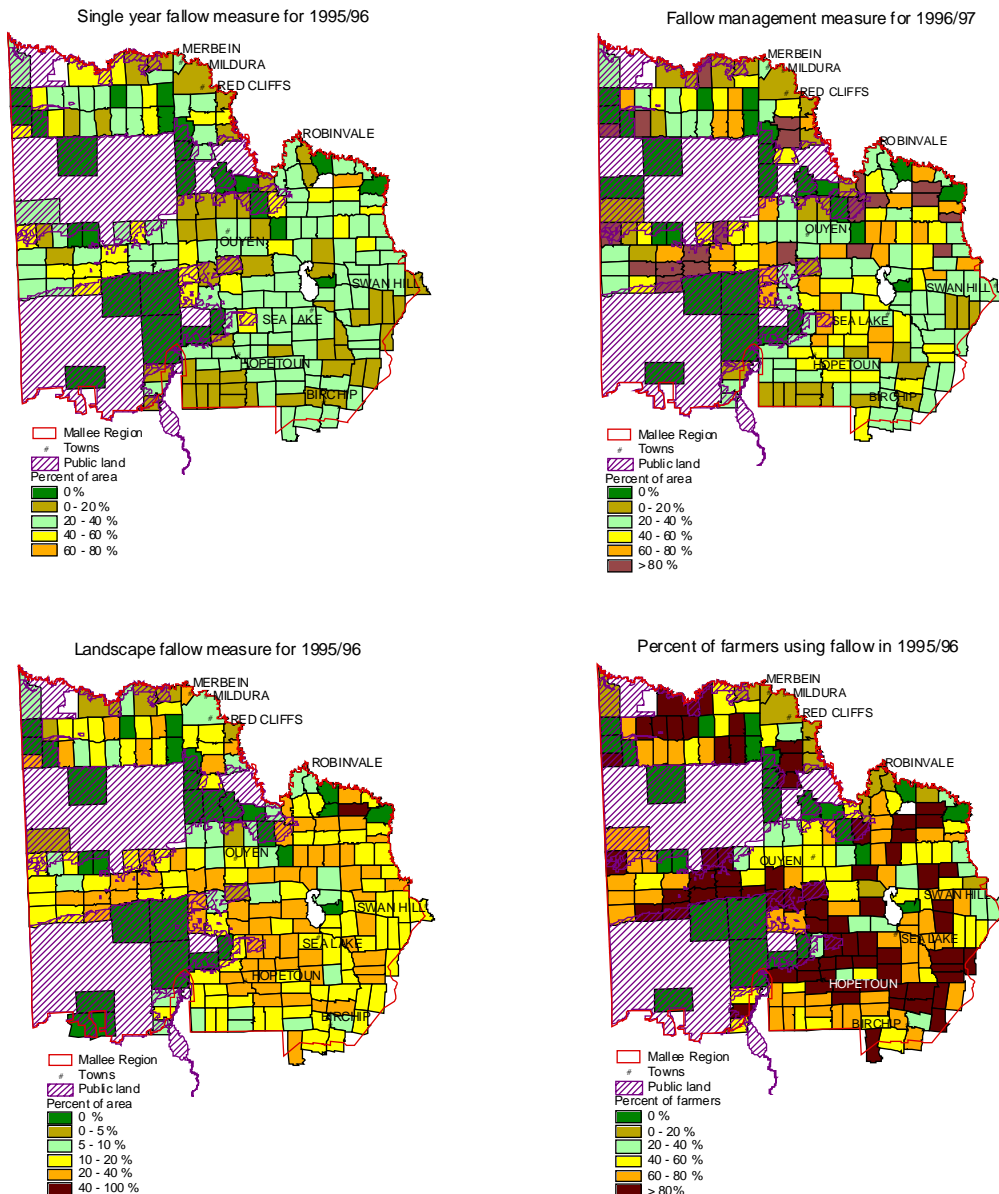 Single year fallow measure for 1995/96
MERBEIN
MILDURA
RED CLIFFS
ROBINVALE
OUYEN
SWAN HILL
SEA LAKE
HOPETOUN
BIRCHIP
Mallee Region
# Towns
Public land
Percent of area
0 %
0 - 20 %
20 - 40 %
40 - 60 %
60 - 80 %
Fallow management measure for 1996/97
MERBEIN
MILDURA
RED CLIFFS
ROBINVALE
OUYEN
SWAN HILL
SEA LAKE
HOPETOUN
BIRCHIP
Mallee Region
# Towns
Public land
Percent of area
0 %
0 - 20 %
20 - 40 %
40 - 60 %
60 - 80 %
> 80 %
Landscape fallow measure for 1995/96
MERBEIN
MILDURA
RED CLIFFS
ROBINVALE
OUYEN
SWAN HILL
SEA LAKE
HOPETOUN
BIRCHIP
Mallee Region
# Towns
Public land
Percent of area
0 %
0 - 5 %
5 - 10 %
10 - 20 %
20 - 40 %
40 - 100 %
Percent of farmers using fallow in 1995/96
MERBEIN
MILDURA
RED CLIFFS
ROBINVALE
OUYEN
SWAN HILL
SEA LAKE
HOPETOUN
BIRCHIP
Mallee Region
# Towns
Public land
Percent of farmers
0 %
0 - 20 %
20 - 40 %
40 - 60 %
60 - 80 %
> 80 %